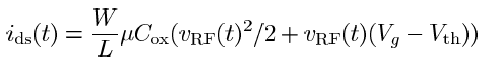 i_ds(t) = W/L μC_ox(v_RF(t)²/2 + v_RF(t)(V_g − V_th))